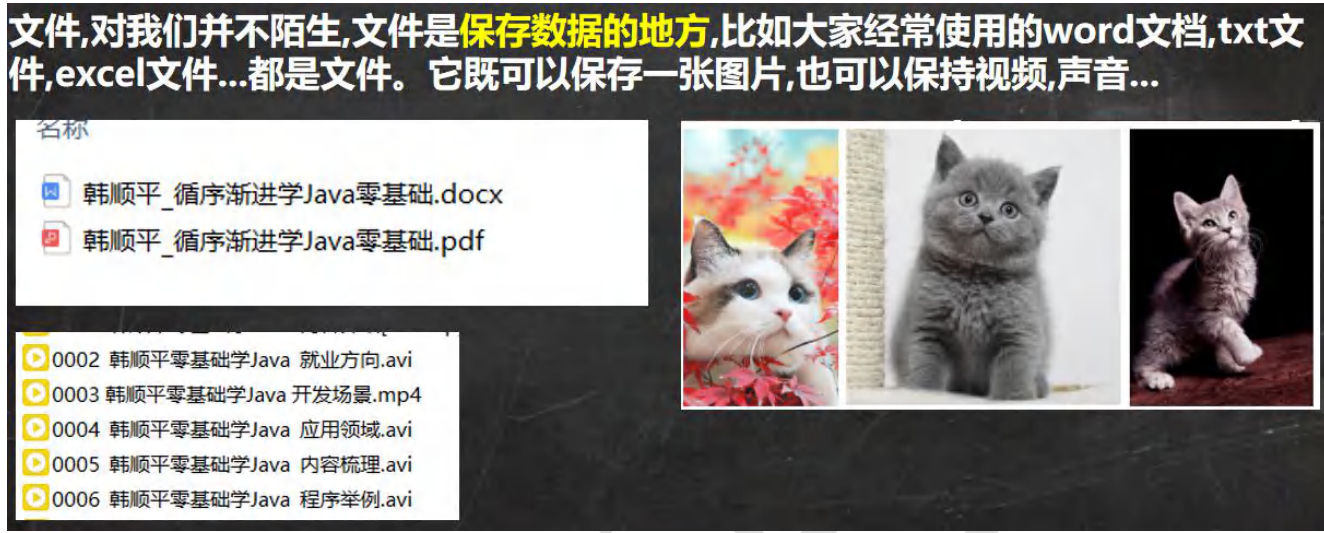 文件,对我们并不陌生,文件是保存数据的地方,比如大家经常使用的word文档,txt文
件,excel文件...都是文件。它既可以保存一张图片,也可以保持视频,声音...
名称
韩顺平_循序渐进学Java零基础.docx
韩顺平_循序渐进学Java零基础.pdf
0002 韩顺平零基础学Java 就业方向.avi
0003 韩顺平零基础学Java 开发场景.mp4
0004 韩顺平零基础学Java 应用领域.avi
0005 韩顺平零基础学Java 内容梳理.avi
0006 韩顺平零基础学Java 程序举例.avi